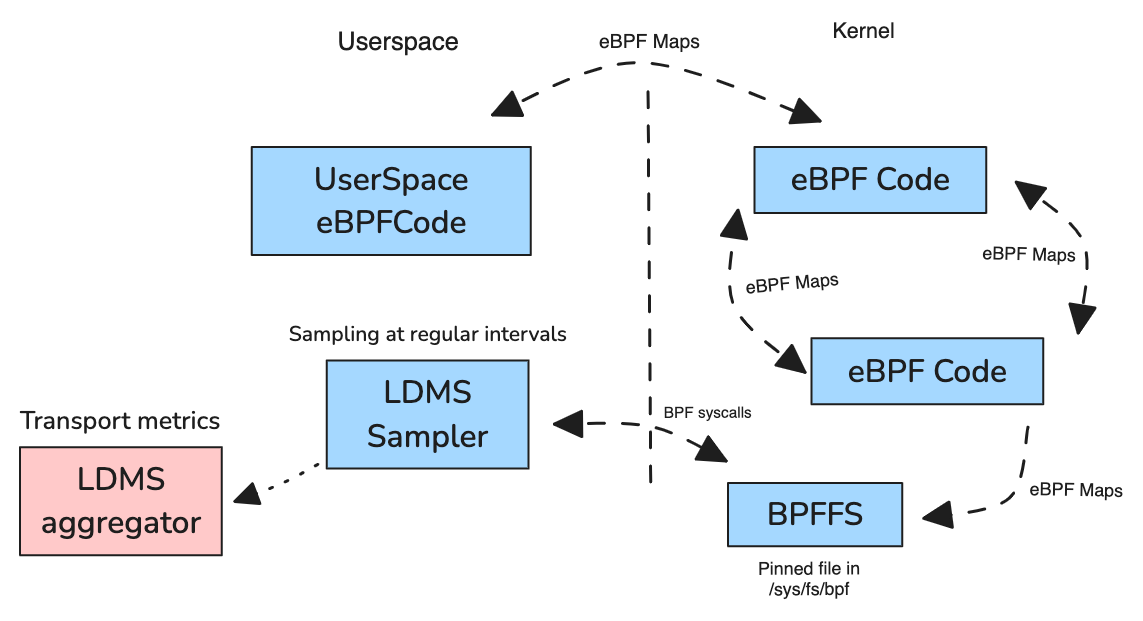 Userspace
eBPF Maps
Kernel
UserSpace
eBPFCode
eBPF Code
eBPF Maps
eBPF Maps
Sampling at regular intervals
LDMS
Sampler
eBPF Code
BPF syscalls
Transport metrics
LDMS
aggregator
BPFFS
eBPF Maps
Pinned file in
/sys/fs/bpf